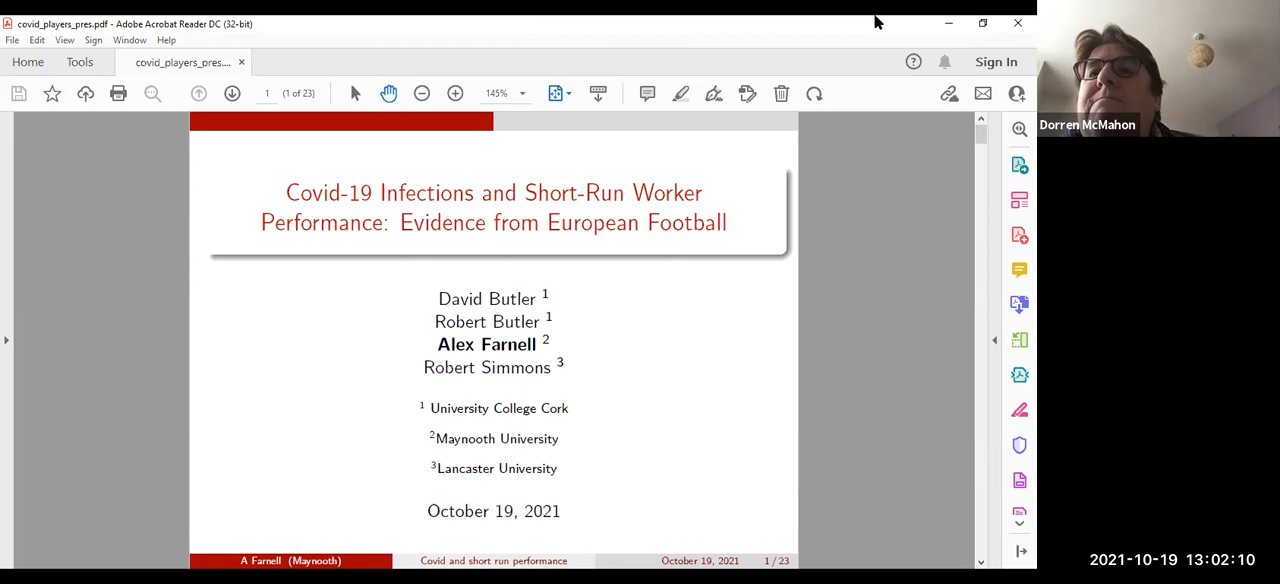 covid_players_pres.pdf - Adobe Acrobat Reader DC (32-bit)
File Edit View Sign Window Help
Home Tools covid_players_pres.... × Sign In
1 (1 of 23) 145%
Dorren McMahon
Covid-19 Infections and Short-Run Worker
Performance: Evidence from European Football
David Butler 1
Robert Butler 1
Alex Farnell 2
Robert Simmons 3
1 University College Cork
2Maynooth University
3Lancaster University
October 19, 2021
A Farnell (Maynooth) Covid and short run performance October 19, 2021 1 / 23
2021-10-19 13:02:10